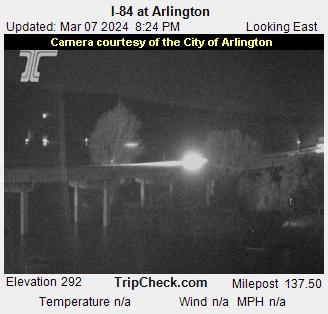 I-84 at Arlington
Updated: Mar 07 2024 8:24 PM Looking East
Camera courtesy of the City of Arlington
Elevation 292 TripCheck.com Milepost 137.50
Temperature n/a Wind n/a MPH n/a